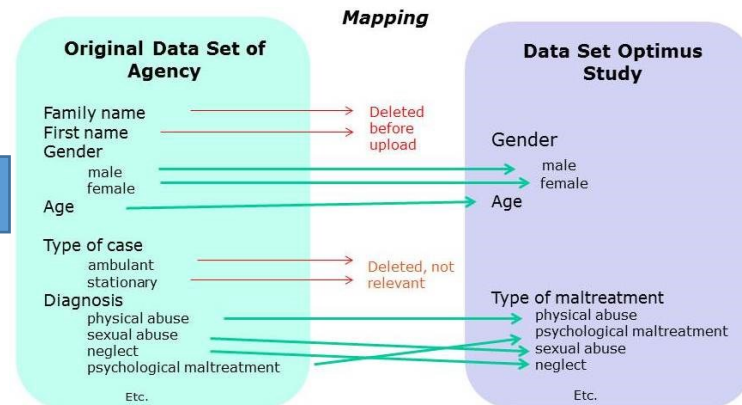 Mapping
Original Data Set of
Agency
Family name
First name
Gender
male
female
Age
Type of case
ambulant
stationary
Diagnosis
physical abuse
sexual abuse
neglect
psychological maltreatment
Etc.
Deleted
before
upload
Deleted, not
relevant
Data Set Optimus
Study
Gender
male
female
Age
Type of maltreatment
physical abuse
psychological maltreatment
sexual abuse
neglect
Etc.